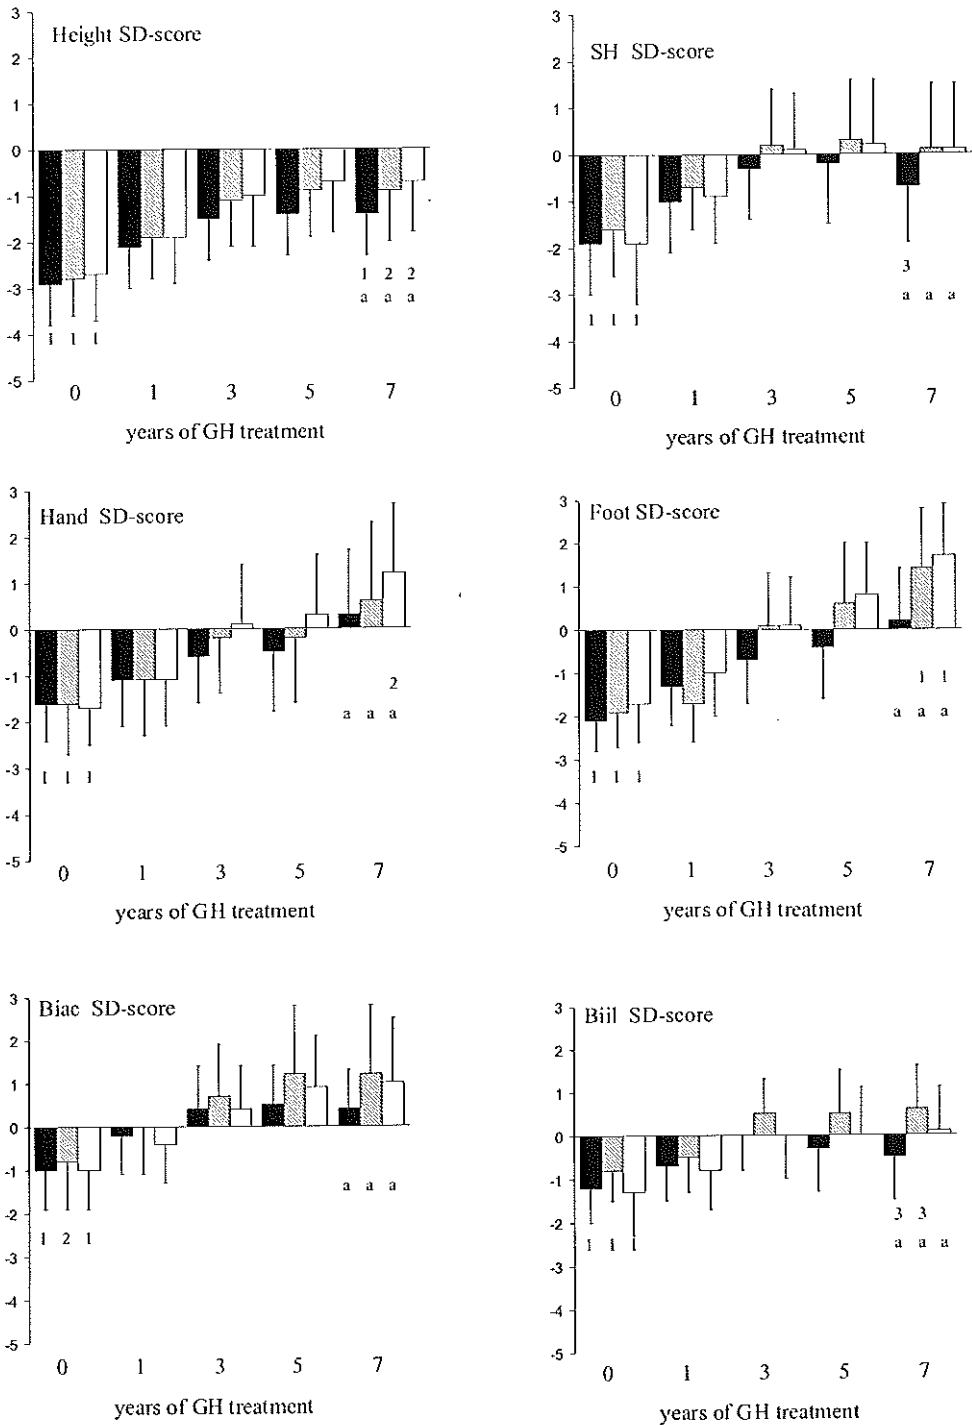 Height SD-score
3
2
1
0
-1
-2
-3
-4
-5
1 2 2
a a a
1 1 1
0 1 3 5 7
years of GH treatment
SH SD-score
3
2
1
0
-1
-2
-3
-4
-5
3
a a a
1 1 1
0 1 3 5 7
years of GH treatment
Hand SD-score
3
2
1
0
-1
-2
-3
-4
-5
2
a a a
1 1 1
0 1 3 5 7
years of GH treatment
Foot SD-score
3
2
1
0
-1
-2
-3
-4
-5
1 1
a a a
1 1 1
0 1 3 5 7
years of GH treatment
Biac SD-score
3
2
1
0
-1
-2
-3
-4
-5
a a a
1 2 1
0 1 3 5 7
years of GH treatment
Biil SD-score
3
2
1
0
-1
-2
-3
-4
-5
3 3
1 1 1 a a a
0 1 3 5 7
years of GH treatment